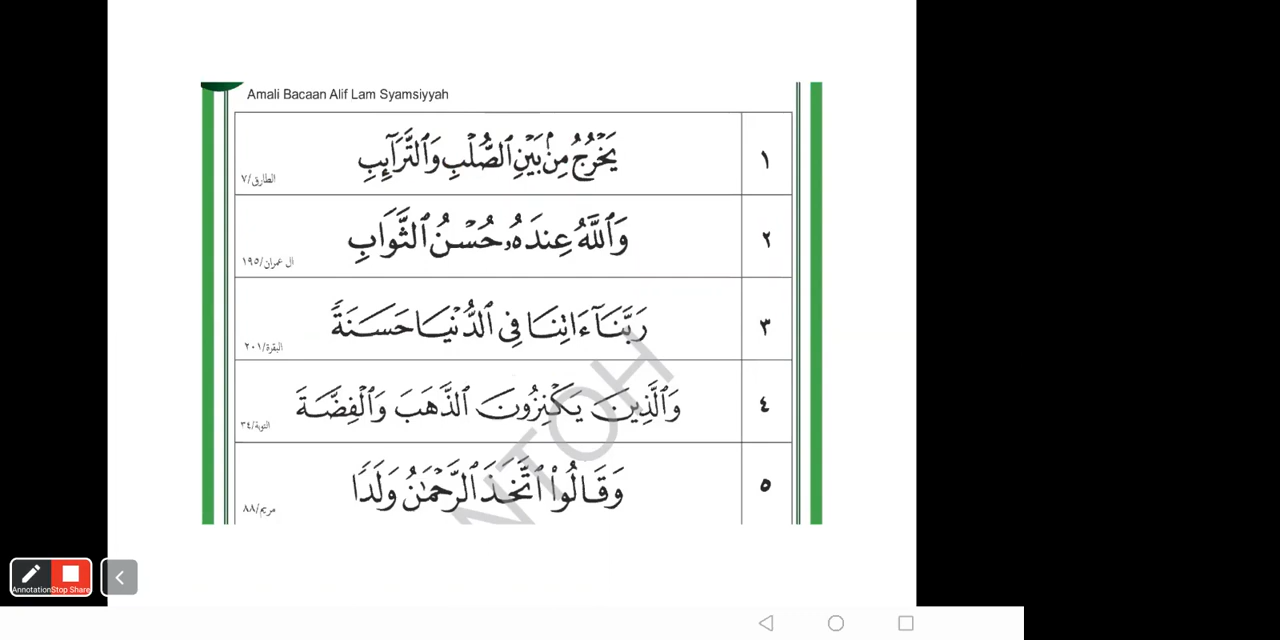 Amali Bacaan Alif Lam Syamsiyyah
١
يَخْرُجُ مِنۢ بَيْنِ ٱلصُّلْبِ وَٱلتَّرَآئِبِ
الطارق/٧
٢
وَٱللَّهُ عِندَهُۥ حُسْنُ ٱلثَّوَابِ
ال عمران/١٩٥
٣
رَبَّنَآ ءَاتِنَا فِي ٱلدُّنْيَا حَسَنَةً
البقرة/٢٠١
٤
وَٱلَّذِينَ يَكْنِزُونَ ٱلذَّهَبَ وَٱلْفِضَّةَ
التوبة/٣٤
٥
وَقَالُوا۟ ٱتَّخَذَ ٱلرَّحْمَٰنُ وَلَدًا
مريم/٨٨
NTOH
Annotation Stop Share